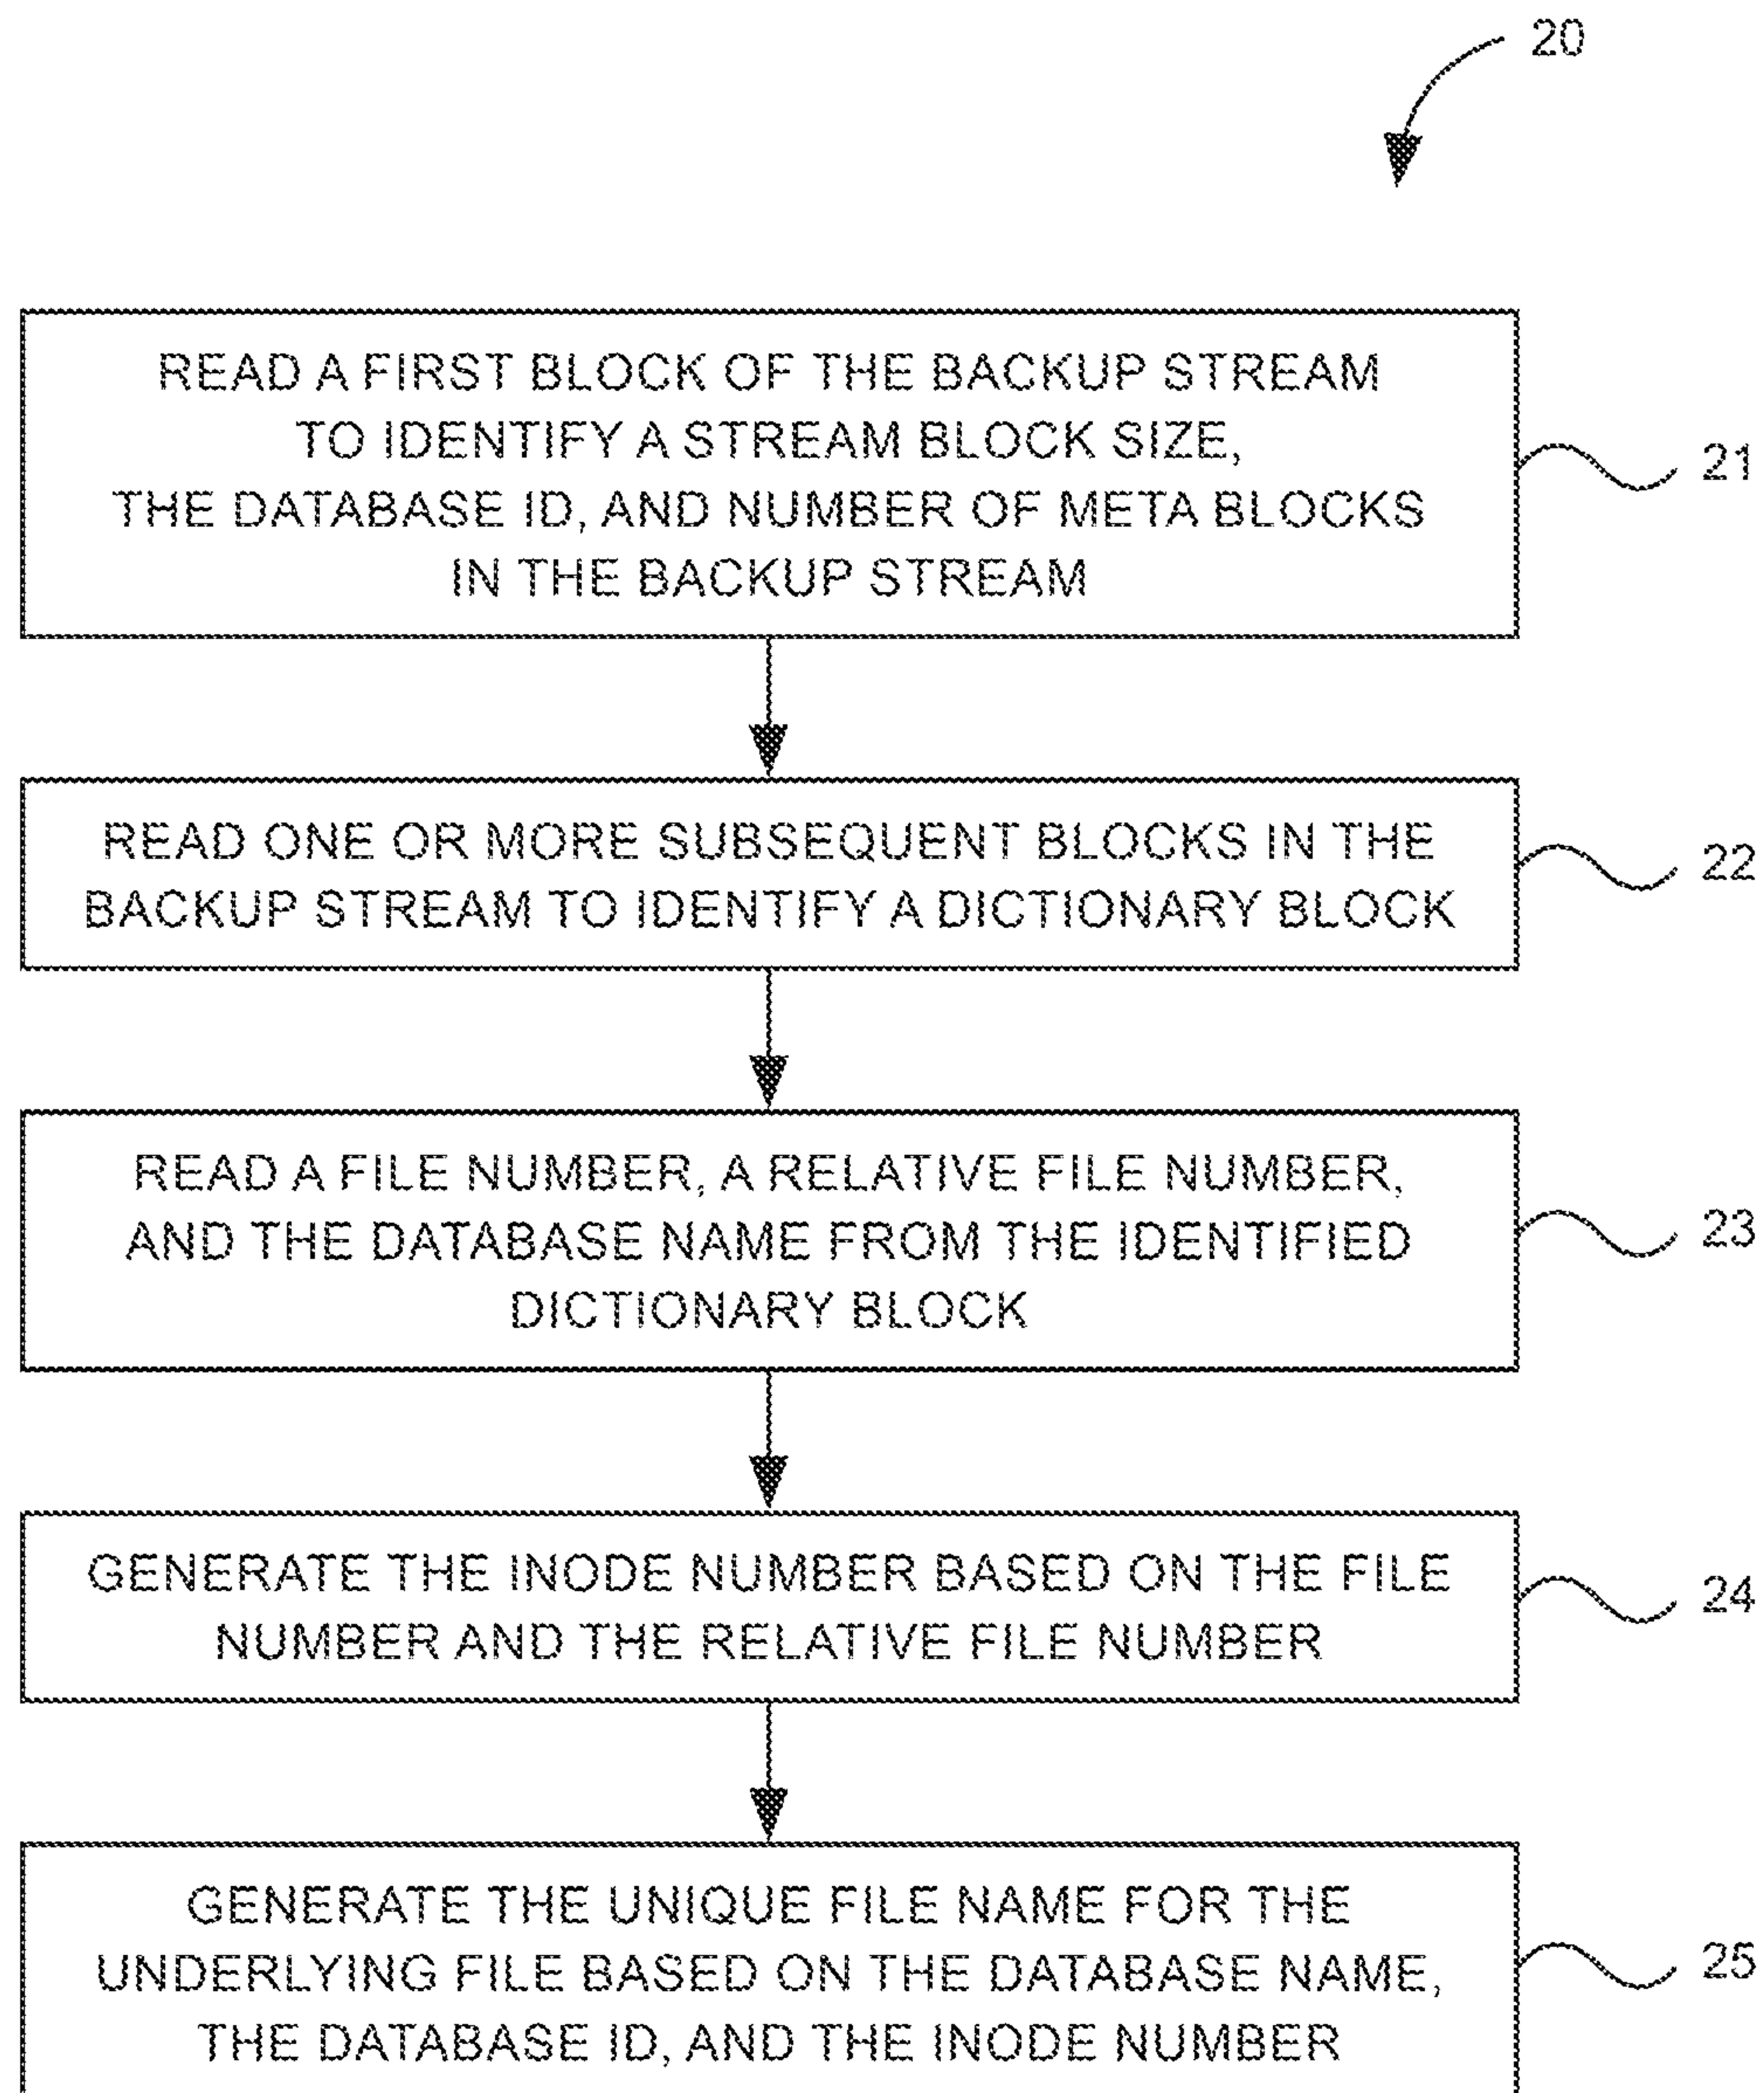 20
READ A FIRST BLOCK OF THE BACKUP STREAM
TO IDENTIFY A STREAM BLOCK SIZE,
THE DATABASE ID, AND NUMBER OF META BLOCKS
IN THE BACKUP STREAM
21
READ ONE OR MORE SUBSEQUENT BLOCKS IN THE
BACKUP STREAM TO IDENTIFY A DICTIONARY BLOCK
22
READ A FILE NUMBER, A RELATIVE FILE NUMBER,
AND THE DATABASE NAME FROM THE IDENTIFIED
DICTIONARY BLOCK
23
GENERATE THE INODE NUMBER BASED ON THE FILE
NUMBER AND THE RELATIVE FILE NUMBER
24
GENERATE THE UNIQUE FILE NAME FOR THE
UNDERLYING FILE BASED ON THE DATABASE NAME,
THE DATABASE ID, AND THE INODE NUMBER
25